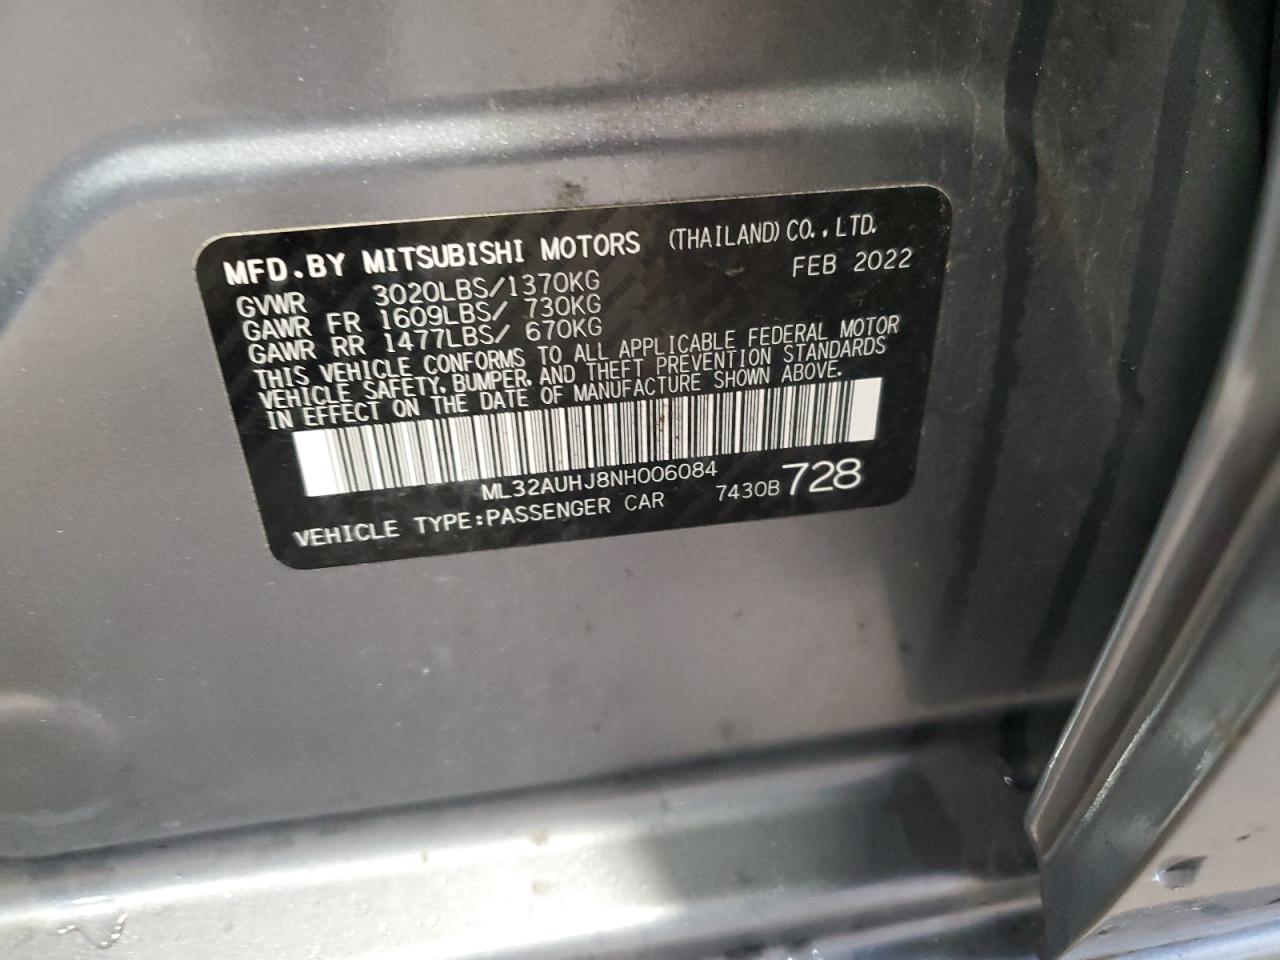 MFD.BY MITSUBISHI MOTORS (THAILAND) CO.,LTD.
FEB 2022
GVWR 3020LBS/1370KG
GAWR FR 1609LBS/ 730KG
GAWR RR 1477LBS/ 670KG
THIS VEHICLE CONFORMS TO ALL APPLICABLE FEDERAL MOTOR
VEHICLE SAFETY, BUMPER, AND THEFT PREVENTION STANDARDS
IN EFFECT ON THE DATE OF MANUFACTURE SHOWN ABOVE.
ML32AUHJ8NH006084
VEHICLE TYPE:PASSENGER CAR 7430B 728